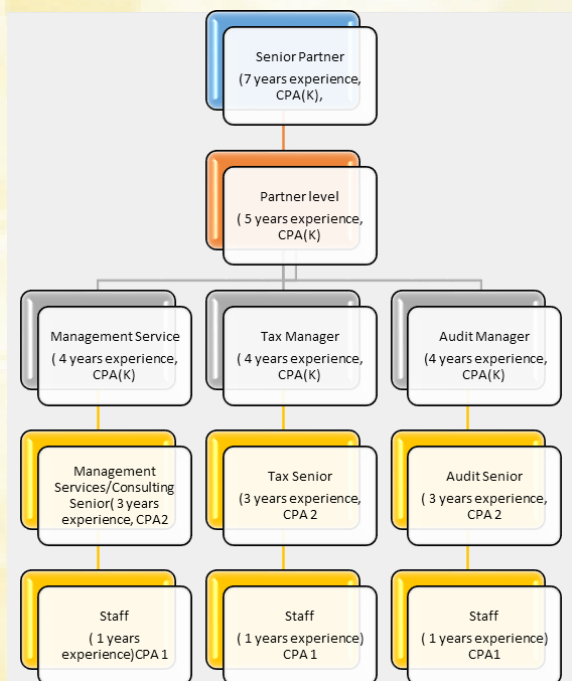 Senior Partner
(7 years experience,
CPA(K),
Partner level
( 5 years experience,
CPA(K)
Management Service
( 4 years experience,
CPA(K)
Tax Manager
( 4 years experience,
CPA(K)
Audit Manager
(4 years experience,
CPA(K)
Management
Services/Consulting
Senior( 3 years
experience, CPA2
Tax Senior
(3 years experience,
CPA 2
Audit Senior
( 3 years experience,
CPA 2
Staff
( 1 years
experience)CPA 1
Staff
( 1 years experience)
CPA 1
Staff
( 1 years experience)
CPA1